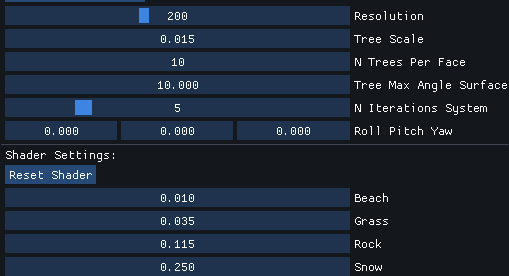 200 Resolution
0.015 Tree Scale
10 N Trees Per Face
10.000 Tree Max Angle Surface
5 N Iterations System
0.000 0.000 0.000 Roll Pitch Yaw
Shader Settings:
Reset Shader
0.010 Beach
0.035 Grass
0.115 Rock
0.250 Snow